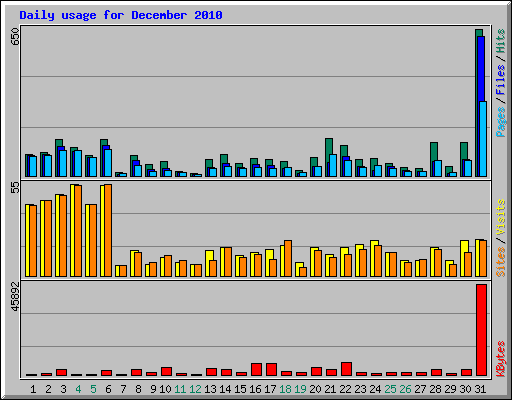 Daily usage for December 2010
650
Pages / Files / Hits
55
Sites / Visits
45892
KBytes
1 2 3 4 5 6 7 8 9 10 11 12 13 14 15 16 17 18 19 20 21 22 23 24 25 26 27 28 29 30 31